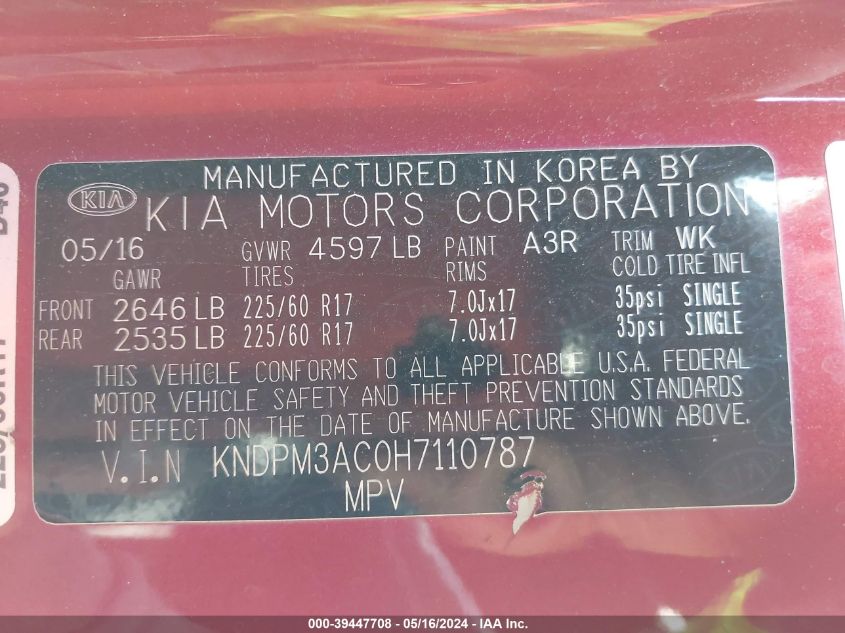 MANUFACTURED IN KOREA BY
KIA KIA MOTORS CORPORATION
05/16 GVWR 4597 LB PAINT A3R TRIM WK
GAWR TIRES RIMS COLD TIRE INFL
FRONT 2646 LB 225/60 R17 7.0Jx17 35psi SINGLE
REAR 2535 LB 225/60 R17 7.0Jx17 35psi SINGLE
THIS VEHICLE CONFORMS TO ALL APPLICABLE U.S.A. FEDERAL
MOTOR VEHICLE SAFETY AND THEFT PREVENTION STANDARDS
IN EFFECT ON THE DATE OF MANUFACTURE SHOWN ABOVE.
V.I.N KNDPM3AC0H7110787
MPV
000-39447708 - 05/16/2024 - IAA Inc.